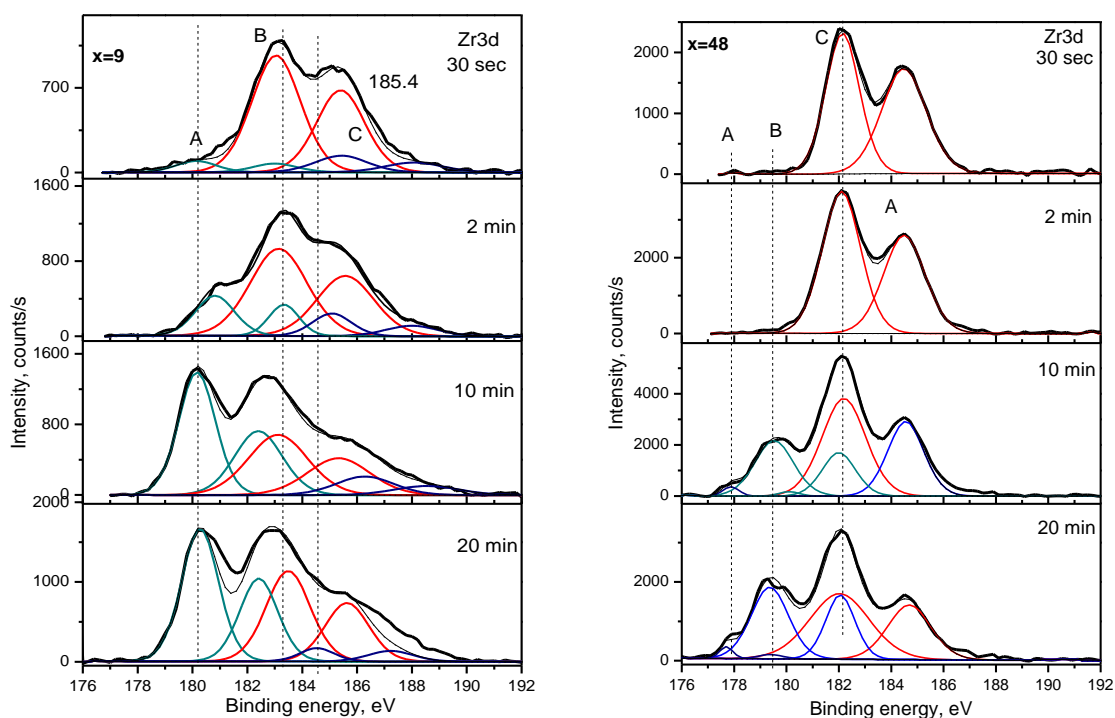 x=9
B
Zr3d
30 sec
185.4
A
C
700
0
1600
2 min
800
0
1600
10 min
800
0
2000
20 min
1000
0
176 178 180 182 184 186 188 190 192
Binding energy, eV
Intensity, counts/s
x=48
C
Zr3d
30 sec
2000
1000
A
B
0
4000
2 min
A
2000
0
10 min
4000
2000
0
20 min
2000
0
176 178 180 182 184 186 188 190 192
Binding energy, eV
Intensity, counts/s